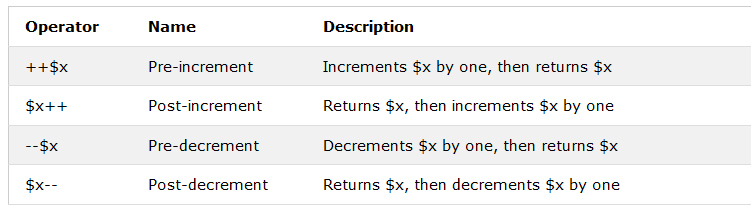 Operator Name Description
++$x Pre-increment Increments $x by one, then returns $x
$x++ Post-increment Returns $x, then increments $x by one
--$x Pre-decrement Decrements $x by one, then returns $x
$x-- Post-decrement Returns $x, then decrements $x by one